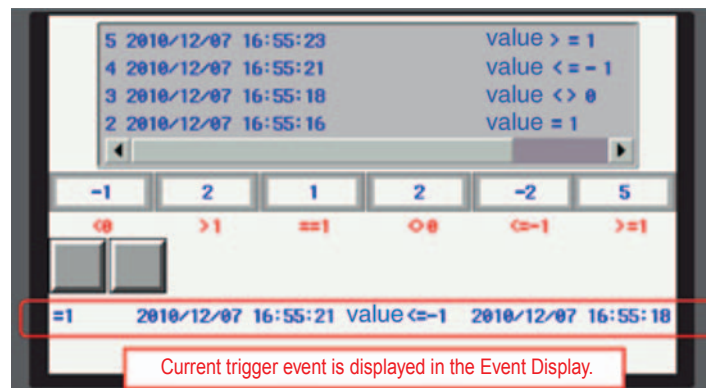 5 2010/12/07 16:55:23 value > = 1
4 2010/12/07 16:55:21 value < = - 1
3 2010/12/07 16:55:18 value <> 0
2 2010/12/07 16:55:16 value = 1
-1 2 1 2 -2 5
<0 >1 ==1 <>0 <=-1 >=1
=1 2010/12/07 16:55:21 value <=-1 2010/12/07 16:55:18
Current trigger event is displayed in the Event Display.